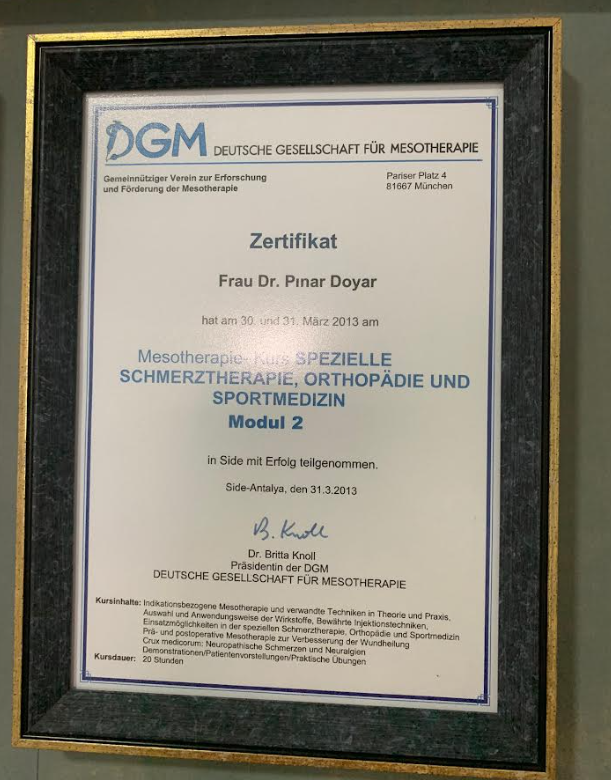 DGM DEUTSCHE GESELLSCHAFT FÜR MESOTHERAPIE
Gemeinnütziger Verein zur Erforschung
und Förderung der Mesotherapie
Pariser Platz 4
81667 München
Zertifikat
Frau Dr. Pınar Doyar
hat am 30. und 31. März 2013 am
Mesotherapie- Kurs SPEZIELLE
SCHMERZTHERAPIE, ORTHOPÄDIE UND
SPORTMEDIZIN
Modul 2
in Side mit Erfolg teilgenommen.
Side-Antalya, den 31.3.2013
B. Knoll
Dr. Britta Knoll
Präsidentin der DGM
DEUTSCHE GESELLSCHAFT FÜR MESOTHERAPIE
Kursinhalte: Indikationsbezogene Mesotherapie und verwandte Techniken in Theorie und Praxis,
Auswahl und Anwendungsweise der Wirkstoffe, Bewährte Injektionstechniken,
Einsatzmöglichkeiten in der speziellen Schmerztherapie, Orthopädie und Sportmedizin
Prä- und postoperative Mesotherapie zur Verbesserung der Wundheilung
Crux medicorum: Neuropathische Schmerzen und Neuralgien
Demonstrationen/Patientenvorstellungen/Praktische Übungen
Kursdauer: 20 Stunden